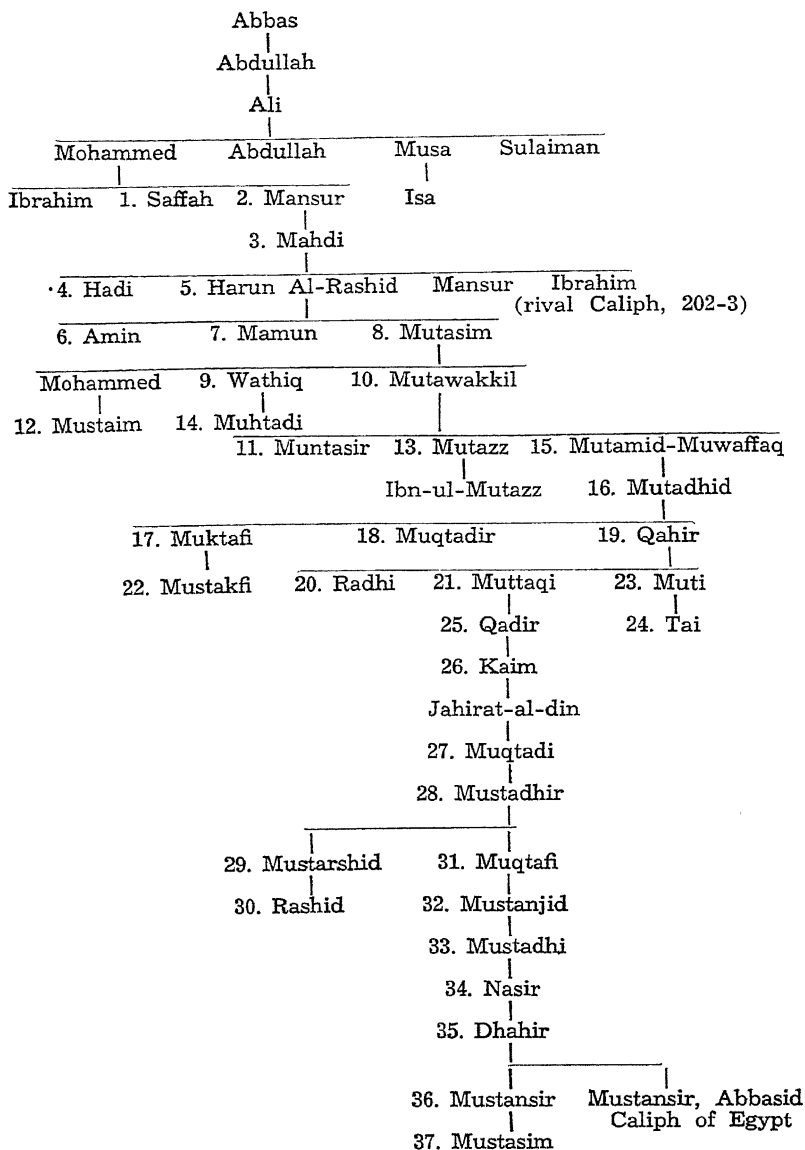 Abbas
Abdullah
Ali
Mohammed Abdullah Musa Sulaiman
Ibrahim 1. Saffah 2. Mansur Isa
3. Mahdi
4. Hadi 5. Harun Al-Rashid Mansur Ibrahim
(rival Caliph, 202-3)
6. Amin 7. Mamun 8. Mutasim
Mohammed 9. Wathiq 10. Mutawakkil
12. Mustaim 14. Muhtadi
11. Muntasir 13. Mutazz 15. Mutamid-Muwaffaq
Ibn-ul-Mutazz 16. Mutadhid
17. Muktafi 18. Muqtadir 19. Qahir
22. Mustakfi 20. Radhi 21. Muttaqi 23. Muti
25. Qadir 24. Tai
26. Kaim
Jahirat-al-din
27. Muqtadi
28. Mustadhir
29. Mustarshid 31. Muqtafi
30. Rashid 32. Mustanjid
33. Mustadhi
34. Nasir
35. Dhahir
36. Mustansir Mustansir, Abbasid
Caliph of Egypt
37. Mustasim